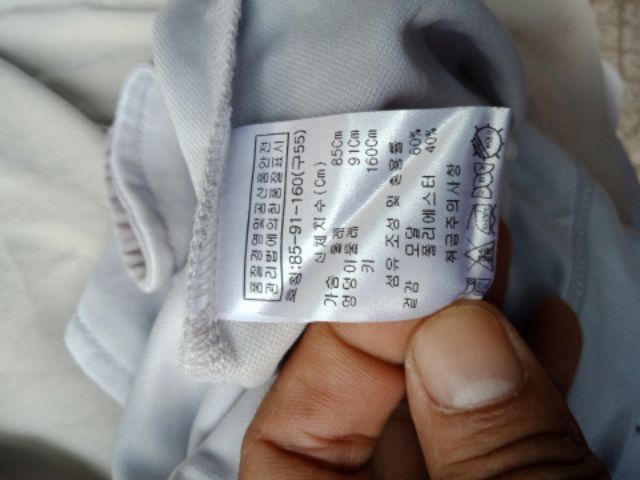 품질경영 및 공산품안전
관리법에 의한 품질표시
호칭:85-91-160(구55)
신체치수(Cm)
가슴 둘레 85Cm
엉덩이둘레 91Cm
키 160Cm
섬유 조성 및 혼용률
겉감 모달 60%
폴리에스터 40%
취급주의사항